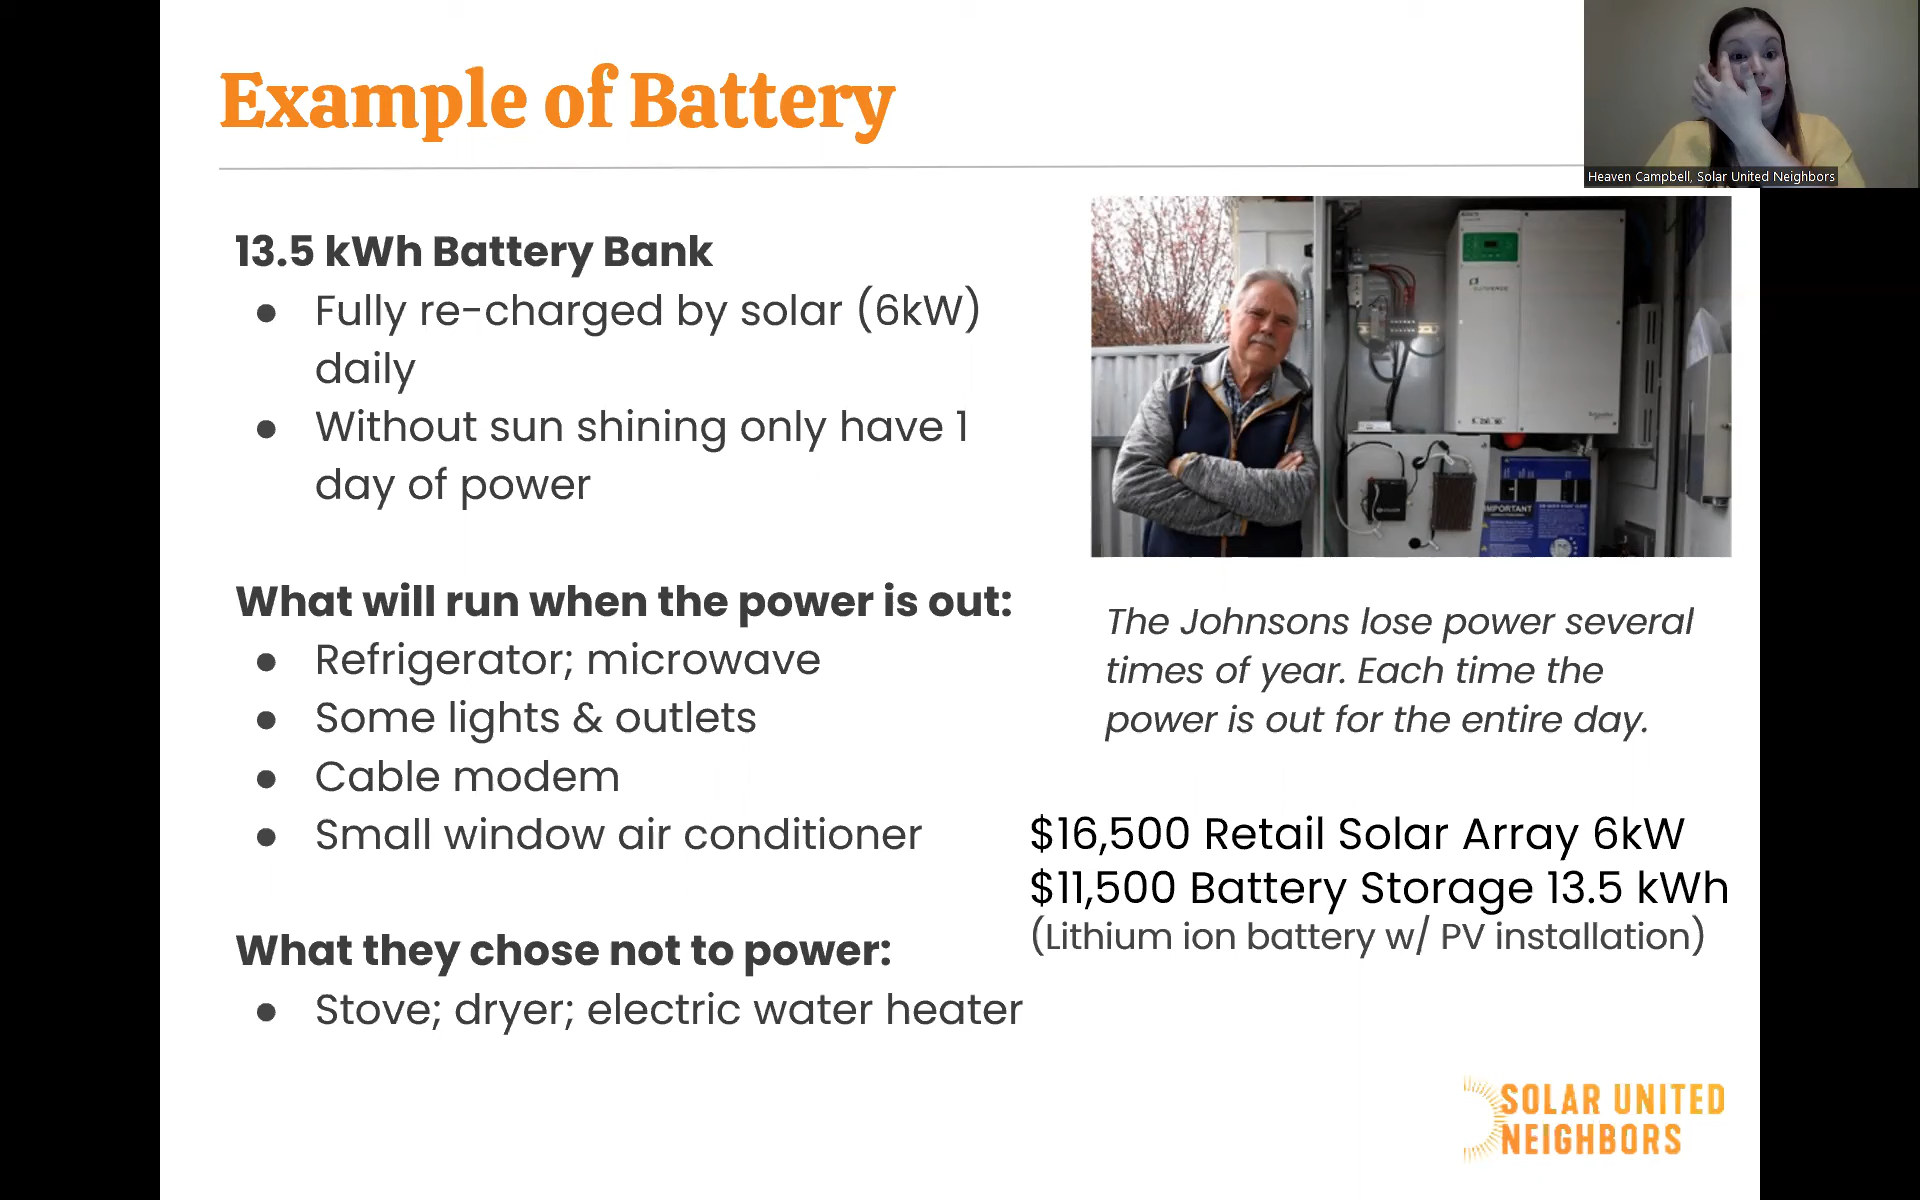 Example of Battery
Heaven Campbell, Solar United Neighbors
13.5 kWh Battery Bank
● Fully re-charged by solar (6kW)
daily
● Without sun shining only have 1
day of power
What will run when the power is out:
● Refrigerator; microwave
● Some lights & outlets
● Cable modem
● Small window air conditioner
What they chose not to power:
● Stove; dryer; electric water heater
IMPORTANT
The Johnsons lose power several
times of year. Each time the
power is out for the entire day.
$16,500 Retail Solar Array 6kW
$11,500 Battery Storage 13.5 kWh
(Lithium ion battery w/ PV installation)
SOLAR UNITED
NEIGHBORS